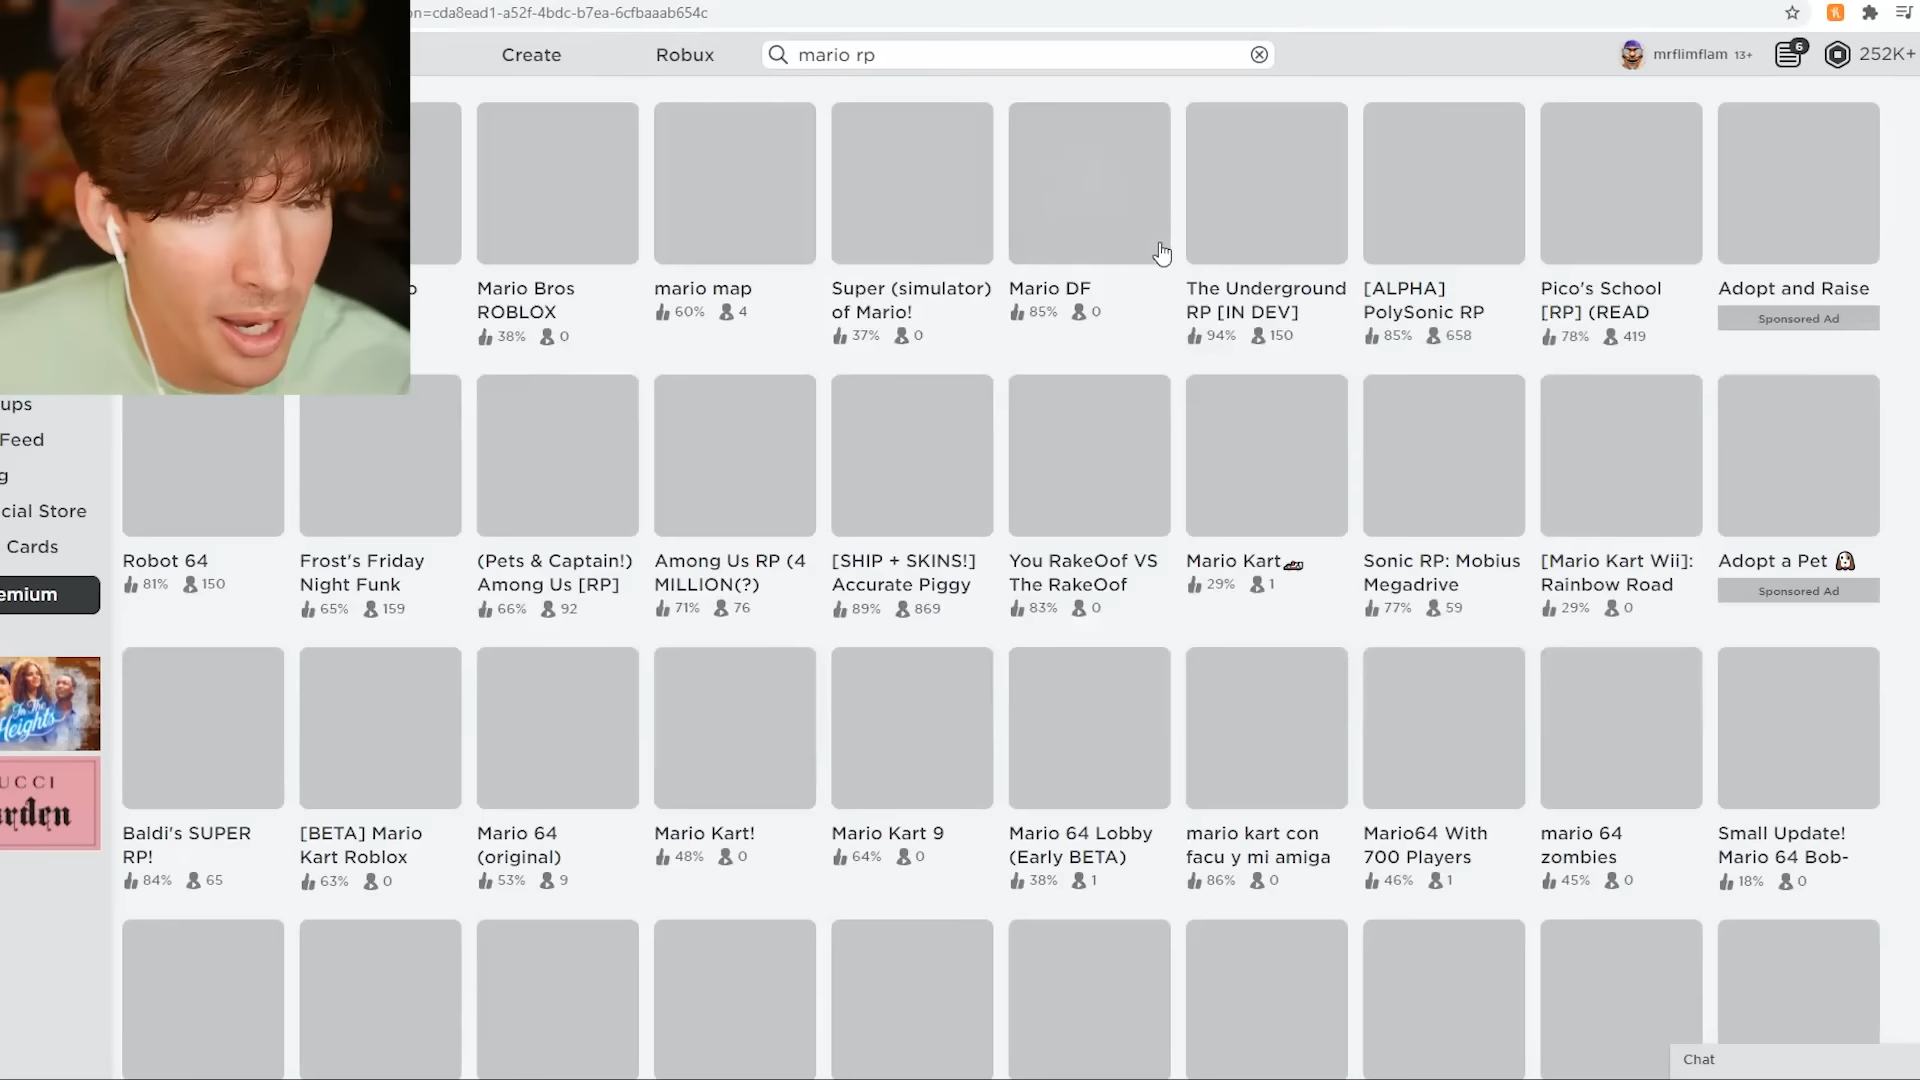 on=cda8ead1-a52f-4bdc-b7ea-6cfbaaab654c
Create
Robux
mario rp
mrflimflam 13+
6
252K+
o
Mario Bros
ROBLOX
38% 0
mario map
60% 4
Super (simulator)
of Mario!
37% 0
Mario DF
85% 0
The Underground
RP [IN DEV]
94% 150
[ALPHA]
PolySonic RP
85% 658
Pico's School
[RP] (READ
78% 419
Adopt and Raise
Sponsored Ad
ups
Feed
g
cial Store
Cards
emium
In The
Heights
UCCI
arden
Robot 64
81% 150
Frost's Friday
Night Funk
65% 159
(Pets & Captain!)
Among Us [RP]
66% 92
Among Us RP (4
MILLION(?)
71% 76
[SHIP + SKINS!]
Accurate Piggy
89% 869
You RakeOof VS
The RakeOof
83% 0
Mario Kart
29% 1
Sonic RP: Mobius
Megadrive
77% 59
[Mario Kart Wii]:
Rainbow Road
29% 0
Adopt a Pet
Sponsored Ad
Baldi's SUPER
RP!
84% 65
[BETA] Mario
Kart Roblox
63% 0
Mario 64
(original)
53% 9
Mario Kart!
48% 0
Mario Kart 9
64% 0
Mario 64 Lobby
(Early BETA)
38% 1
mario kart con
facu y mi amiga
86% 0
Mario64 With
700 Players
46% 1
mario 64
zombies
45% 0
Small Update!
Mario 64 Bob-
18% 0
Chat